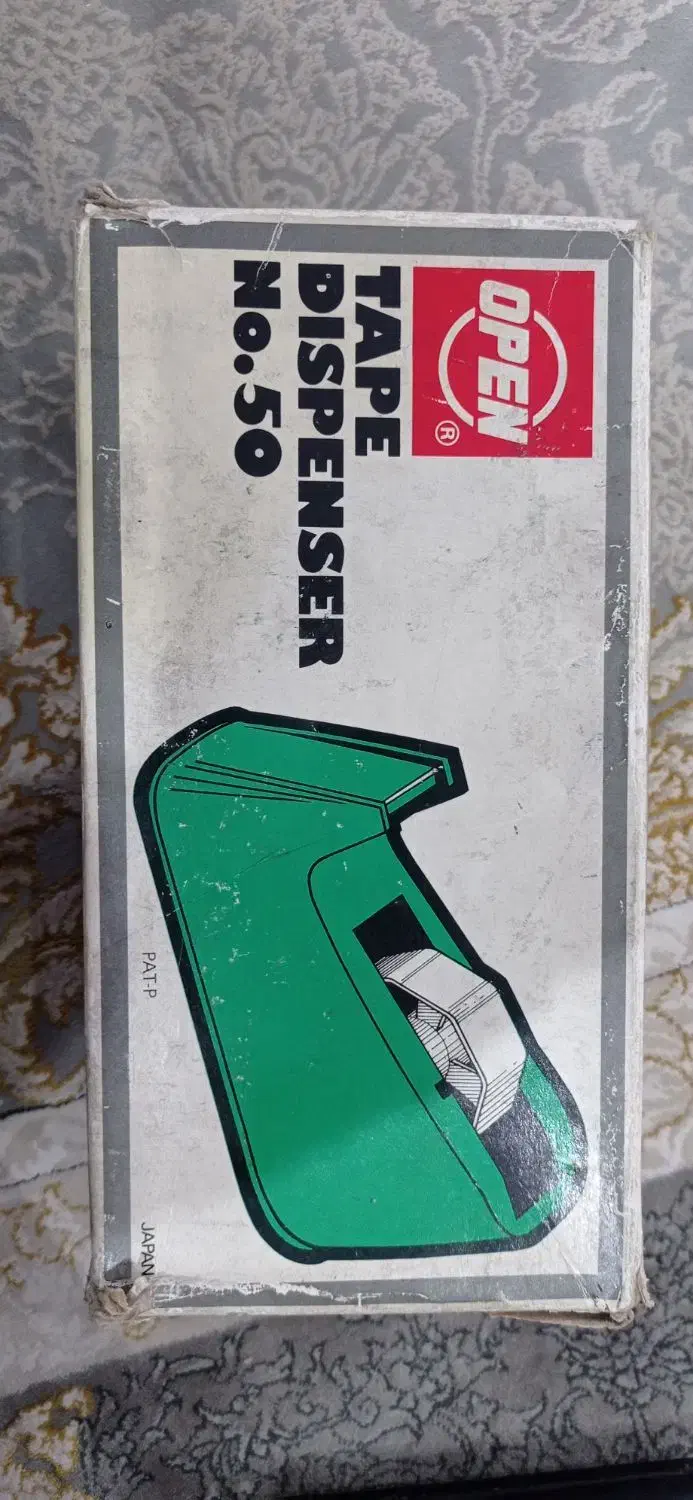 OPEN
®
TAPE
DISPENSER
No.50
PAT-P
JAPAN